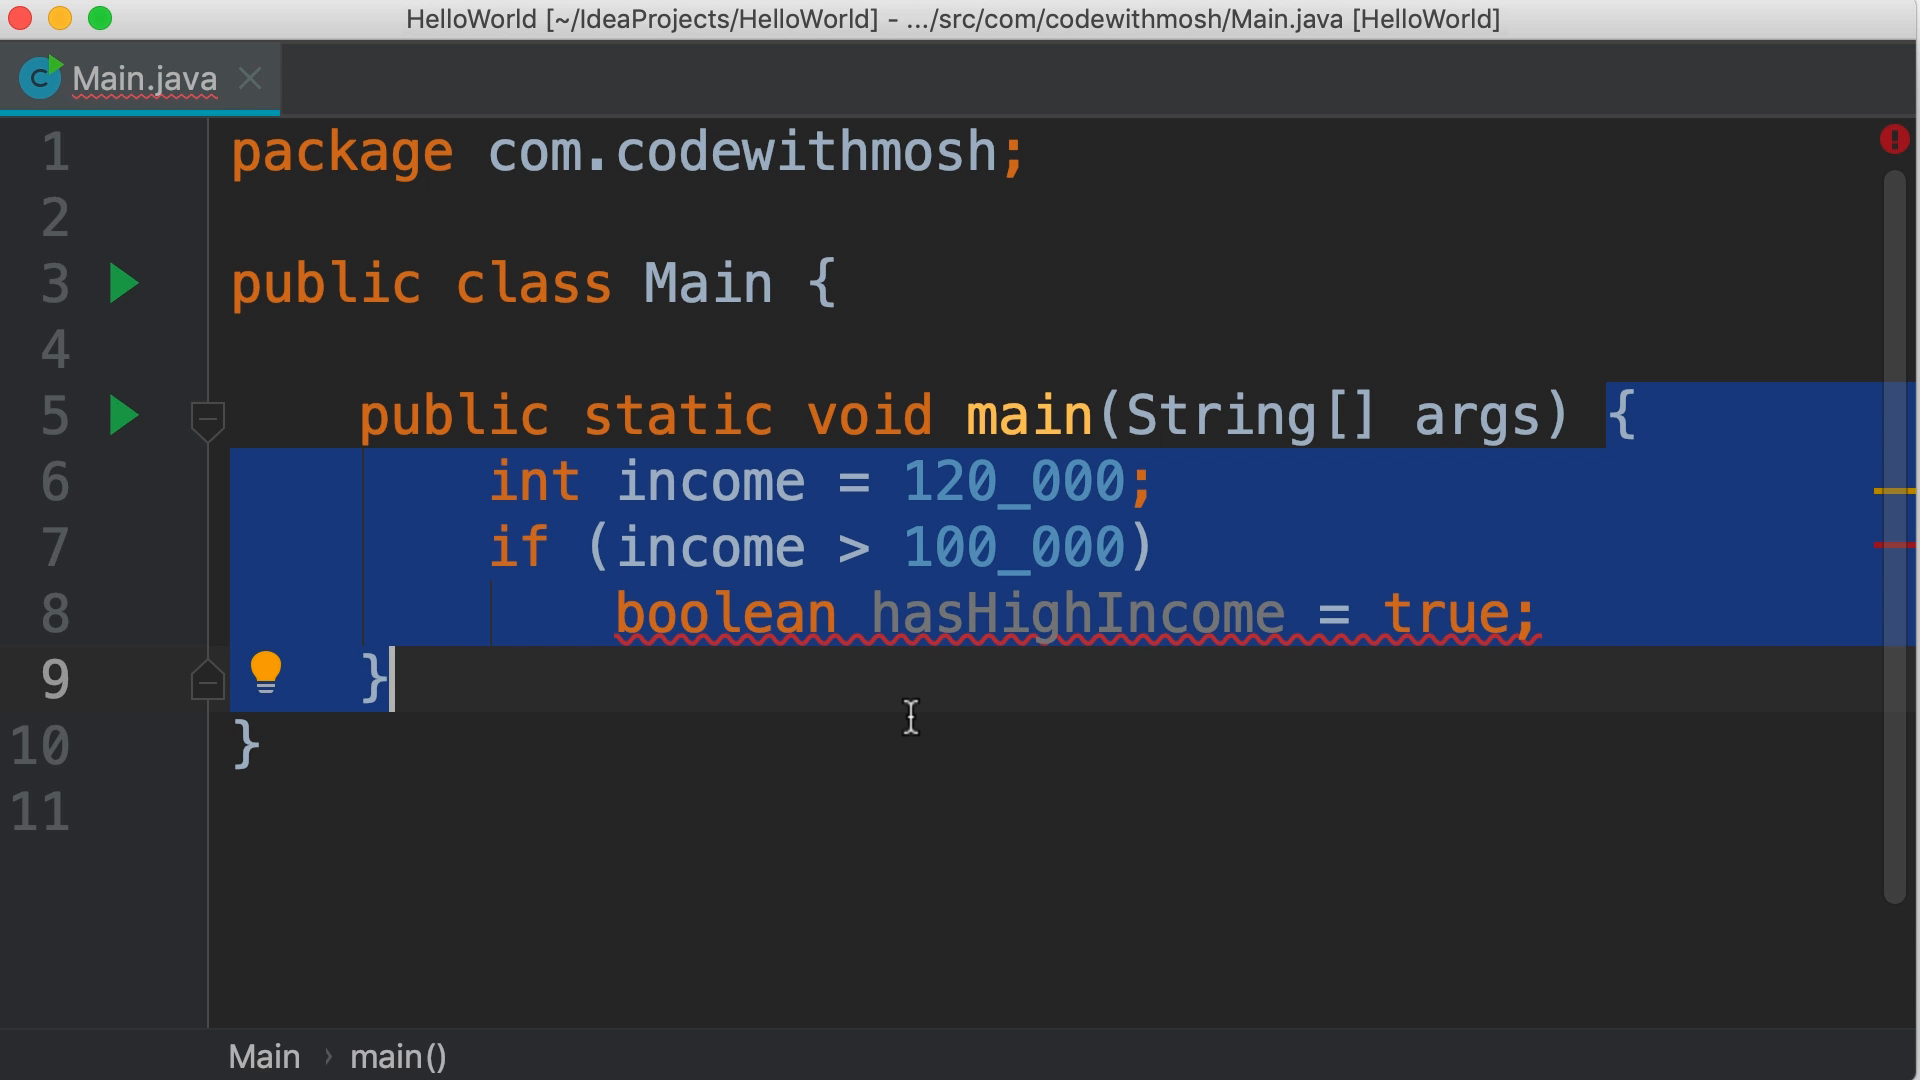 HelloWorld [~/IdeaProjects/HelloWorld] - .../src/com/codewithmosh/Main.java [HelloWorld]
Main.java
1 package com.codewithmosh;
2
3 public class Main {
4
5 public static void main(String[] args) {
6 int income = 120_000;
7 if (income > 100_000)
8 boolean hasHighIncome = true;
9 }
10 }
11
Main › main()